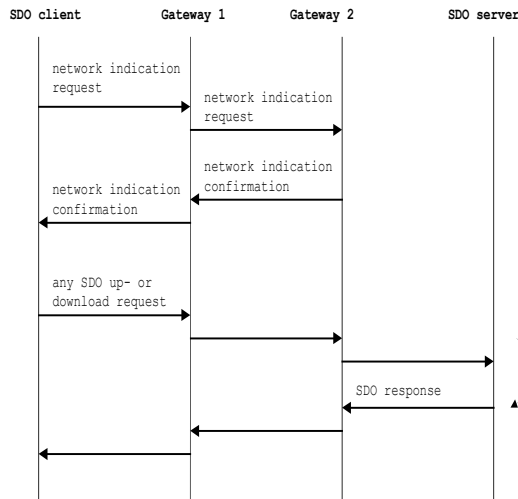 SDO client Gateway 1 Gateway 2 SDO server
network indication
request
network indication
request
network indication
confirmation
network indication
confirmation
any SDO up- or
download request
SDO response